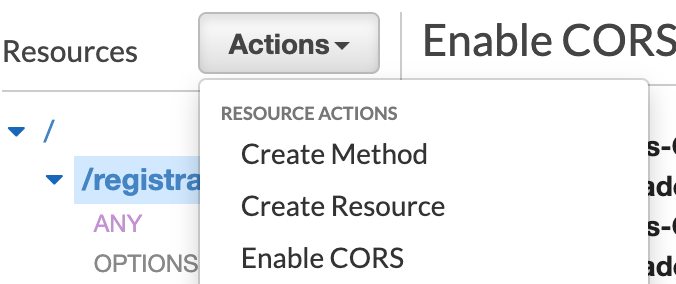 Resources
Actions
Enable CORS
RESOURCE ACTIONS
/
Create Method
/registra
Create Resource
ANY
Enable CORS
OPTIONS